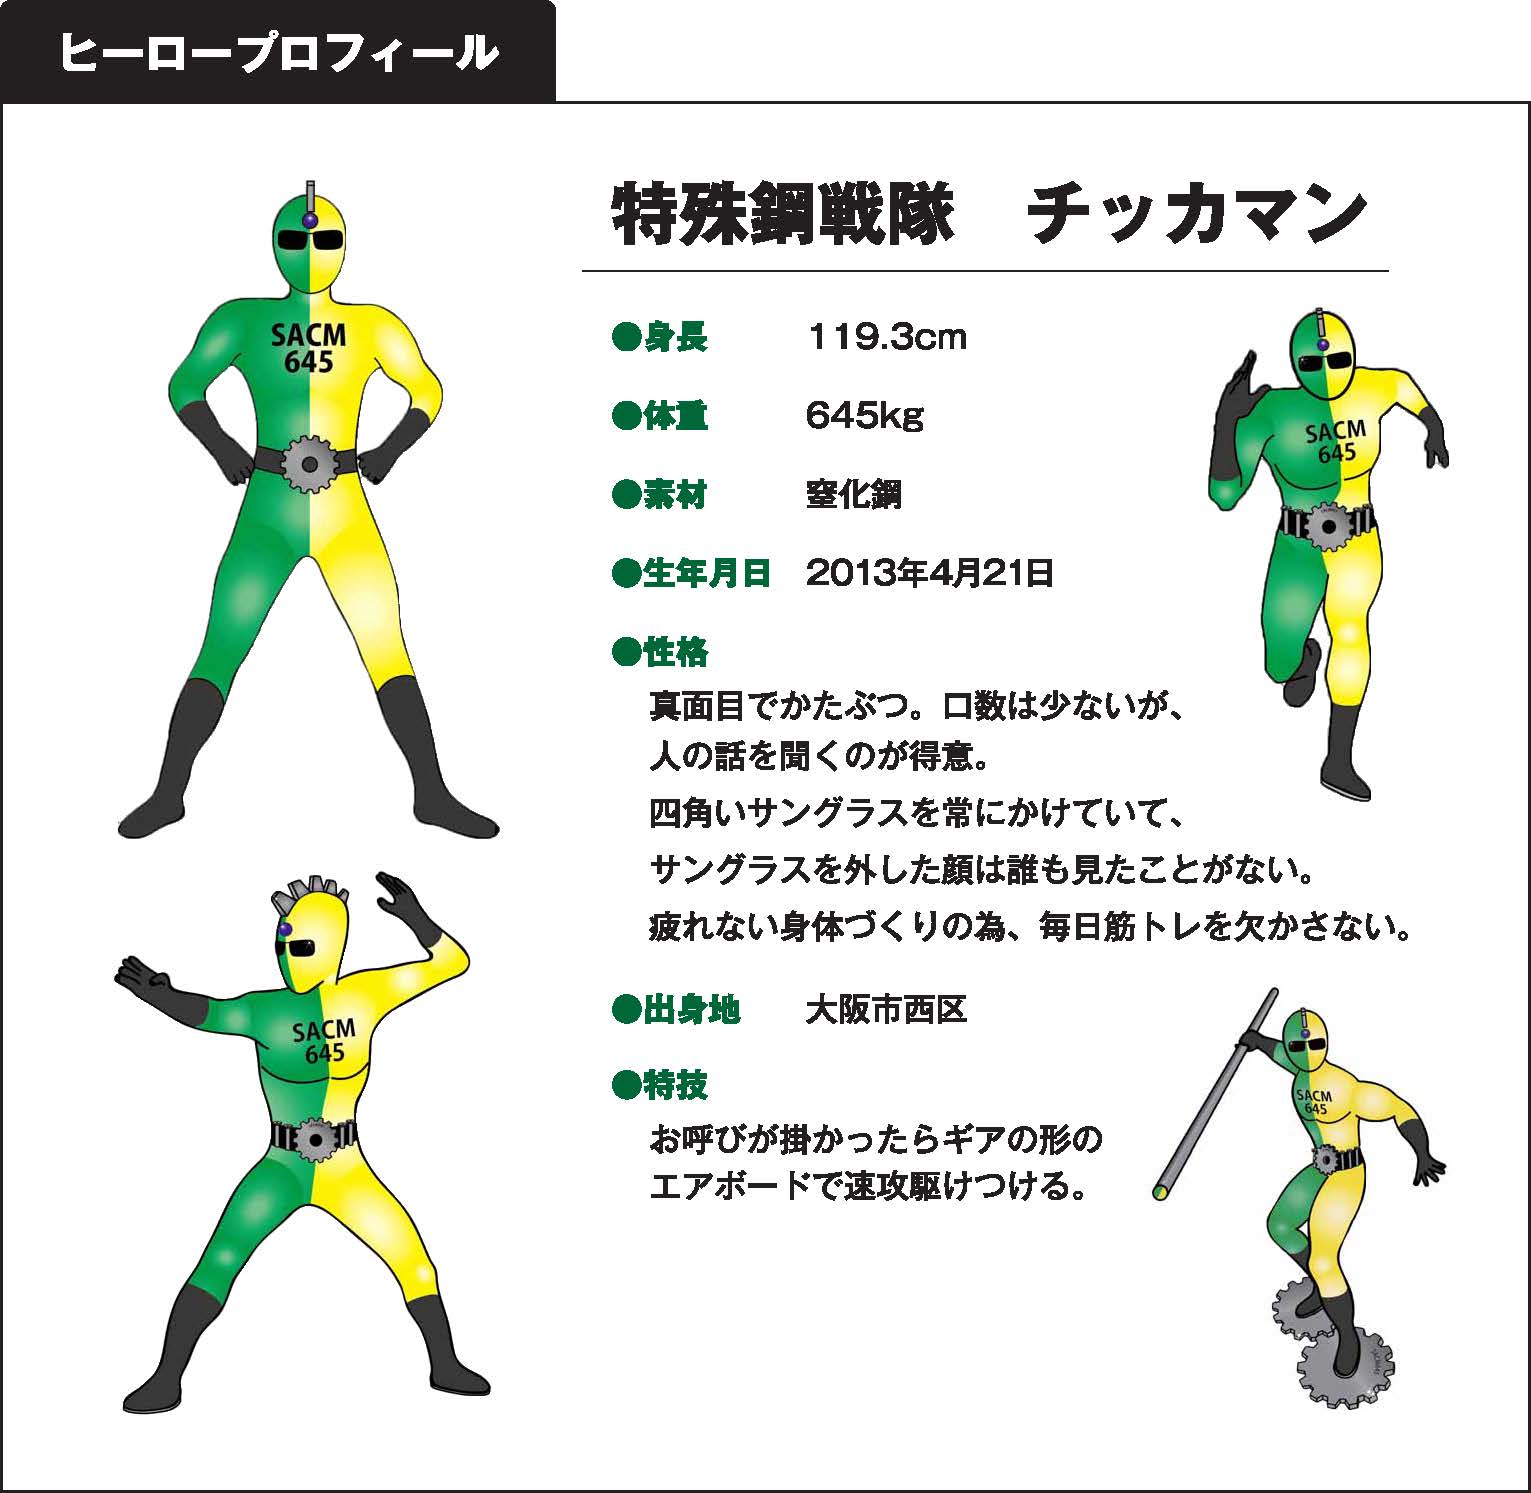 ヒーロープロフィール
特殊鋼戦隊　チッカマン
●身長　119.3cm
●体重　645kg
●素材　窒化鋼
●生年月日　2013年4月21日
●性格
真面目でかたぶつ。口数は少ないが、
人の話を聞くのが得意。
四角いサングラスを常にかけていて、
サングラスを外した顔は誰も見たことがない。
疲れない身体づくりの為、毎日筋トレを欠かさない。
●出身地　大阪市西区
●特技
お呼びが掛かったらギアの形の
エアボードで速攻駆けつける。
SACM
645
SACM
645
SACM
645
SACM
645